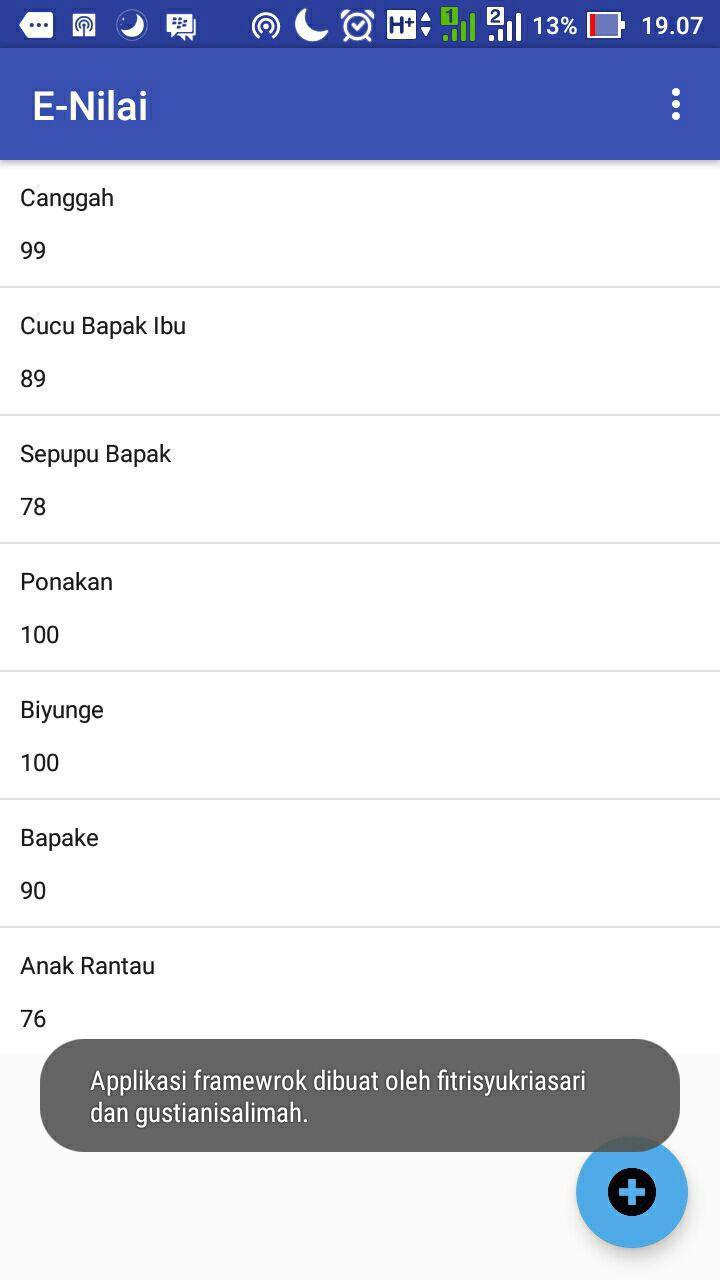 H+ 1 2 13% 19.07
E-Nilai
Canggah
99
Cucu Bapak Ibu
89
Sepupu Bapak
78
Ponakan
100
Biyunge
100
Bapake
90
Anak Rantau
76
Applikasi framewrok dibuat oleh fitrisyukriasari
dan gustianisalimah.